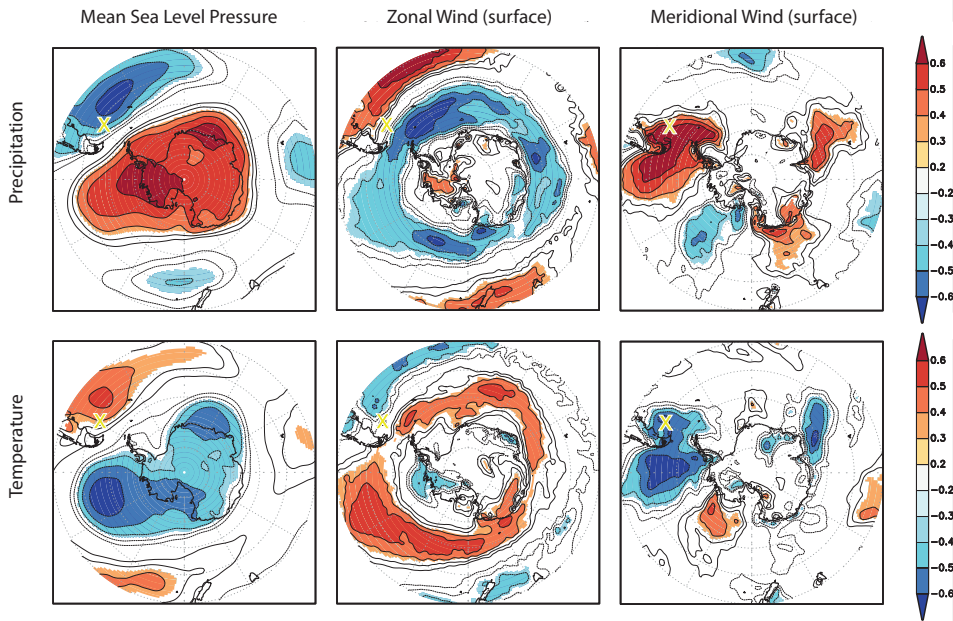 Mean Sea Level Pressure
Zonal Wind (surface)
Meridional Wind (surface)
Precipitation
X
X
X
0.6
0.5
0.4
0.3
0.2
−0.2
−0.3
−0.4
−0.5
−0.6
Temperature
X
X
X
0.6
0.5
0.4
0.3
0.2
−0.2
−0.3
−0.4
−0.5
−0.6